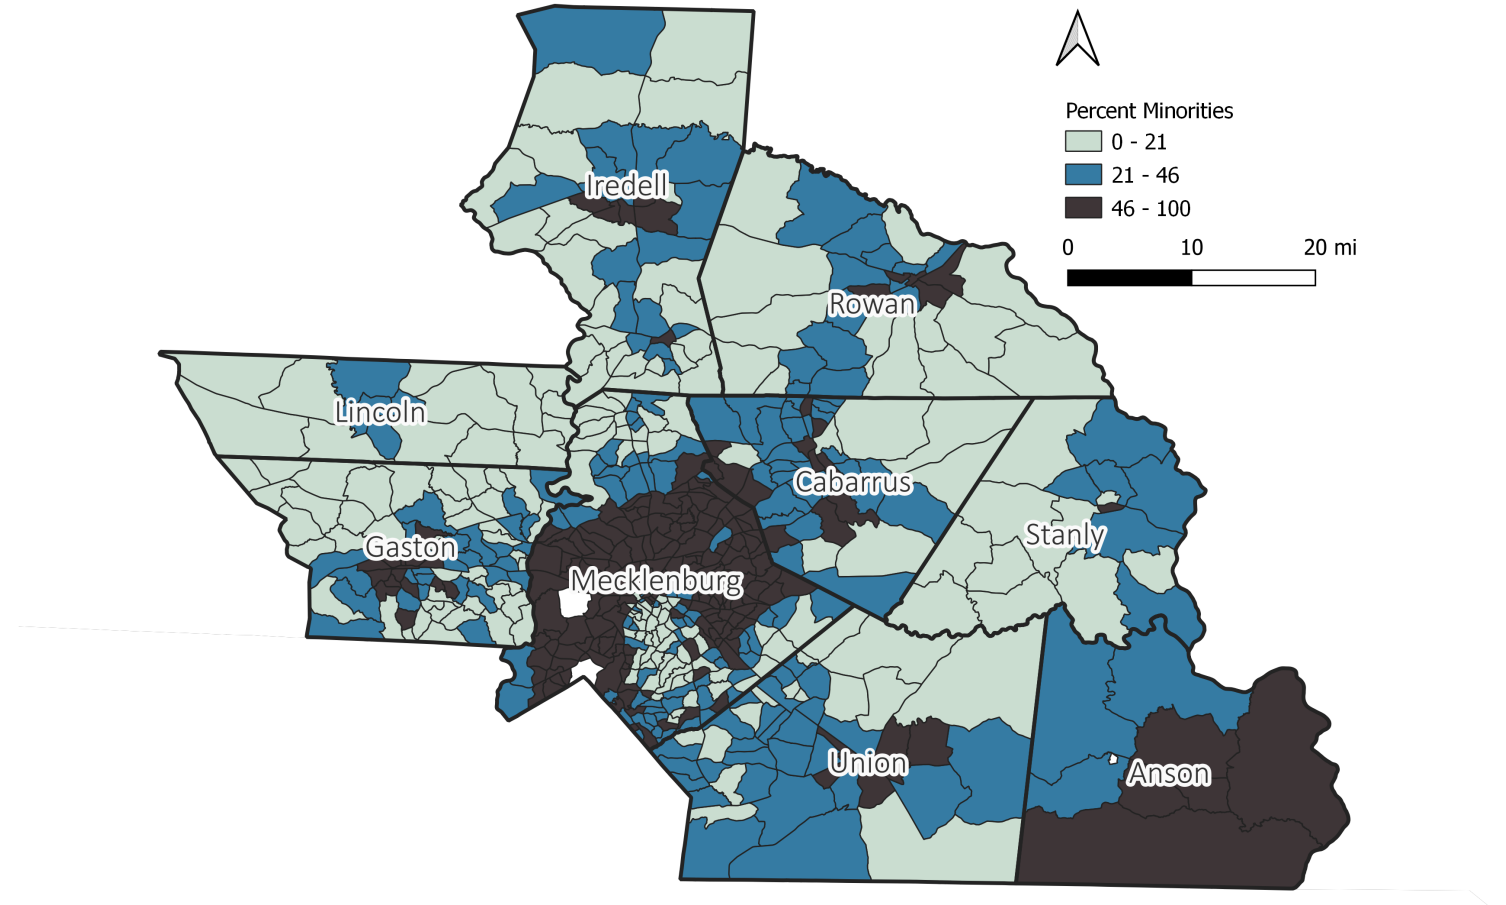 Percent Minorities
0 - 21
21 - 46
46 - 100
0 10 20 mi
Iredell
Rowan
Lincoln
Cabarrus
Stanly
Gaston
Mecklenburg
Union
Anson